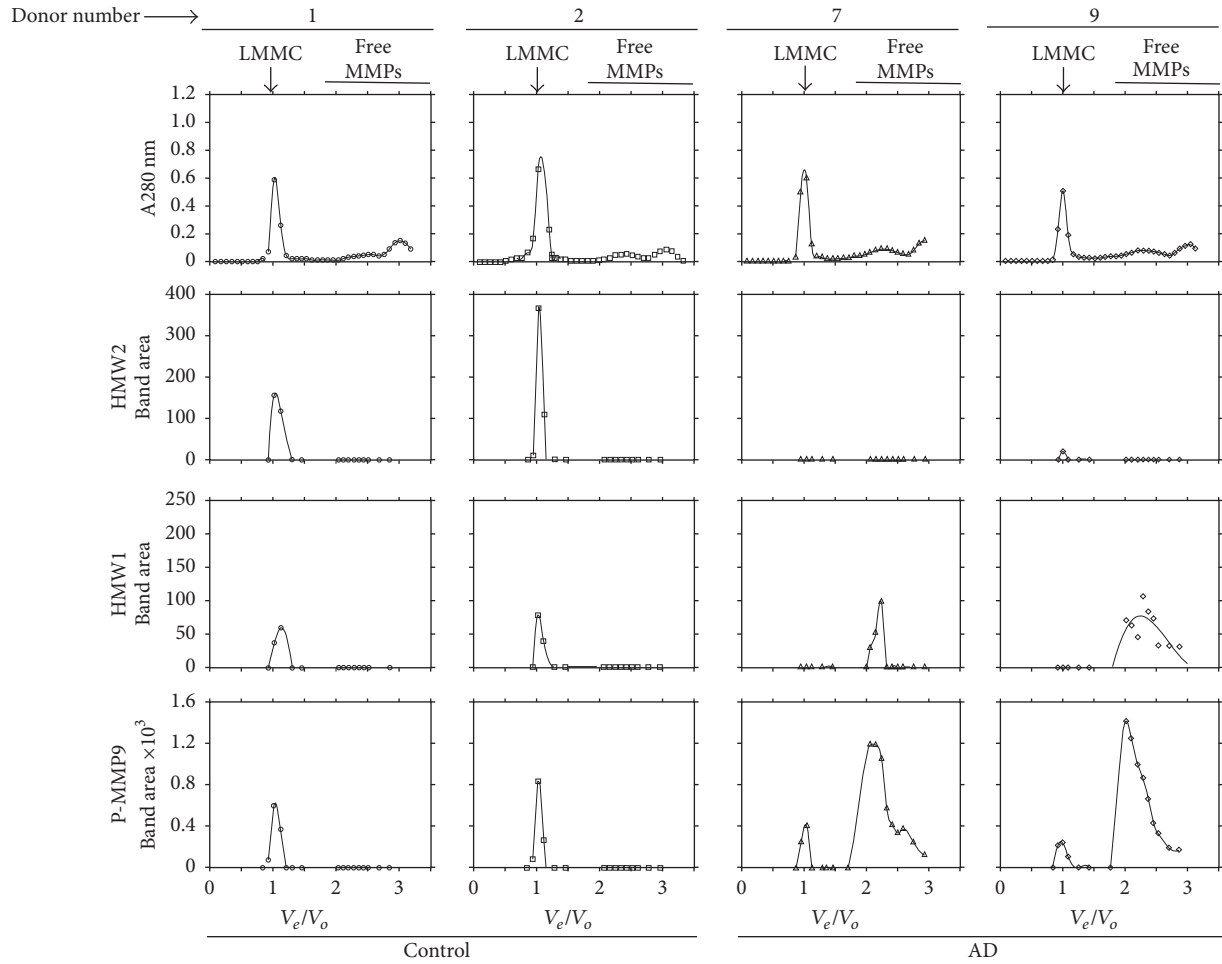 Donor number
1
2
7
9
LMMC
Free
MMPs
LMMC
Free
MMPs
LMMC
Free
MMPs
LMMC
Free
MMPs
A280 nm
1.2
1.0
0.8
0.6
0.4
0.2
0
HMW2
Band area
400
300
200
100
0
HMW1
Band area
250
200
150
100
50
0
P-MMP9
Band area ×10³
1.6
1.2
0.8
0.4
0
0 1 2 3
0 1 2 3
0 1 2 3
0 1 2 3
Vₑ/Vₒ
Vₑ/Vₒ
Vₑ/Vₒ
Vₑ/Vₒ
Control
AD